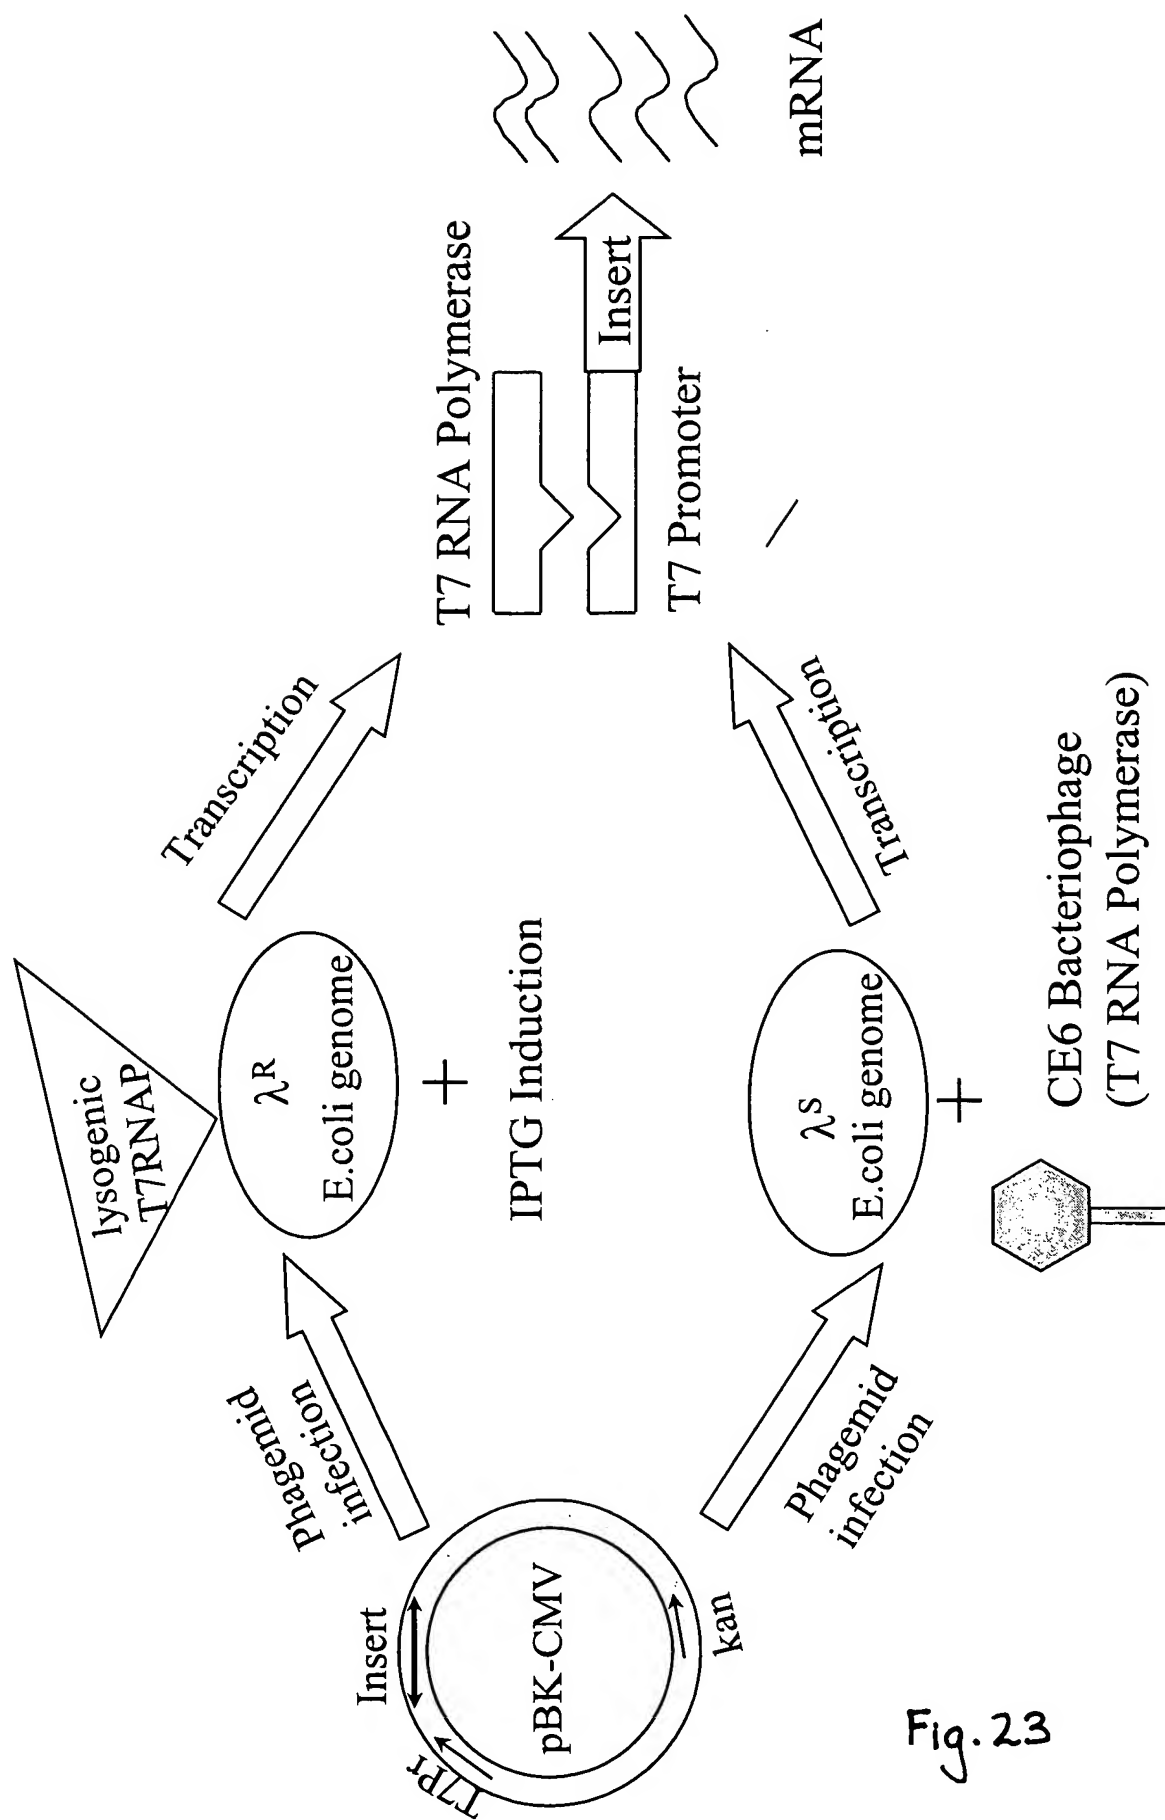 Insert
T7Pr
pBK-CMV
kan
Phagemid
infection
Phagemid
infection
lysogenic
T7RNAP
λR
E.coli genome
+
IPTG Induction
λS
E.coli genome
+
CE6 Bacteriophage
(T7 RNA Polymerase)
Transcription
Transcription
T7 RNA Polymerase
Insert
T7 Promoter
mRNA
Fig. 23